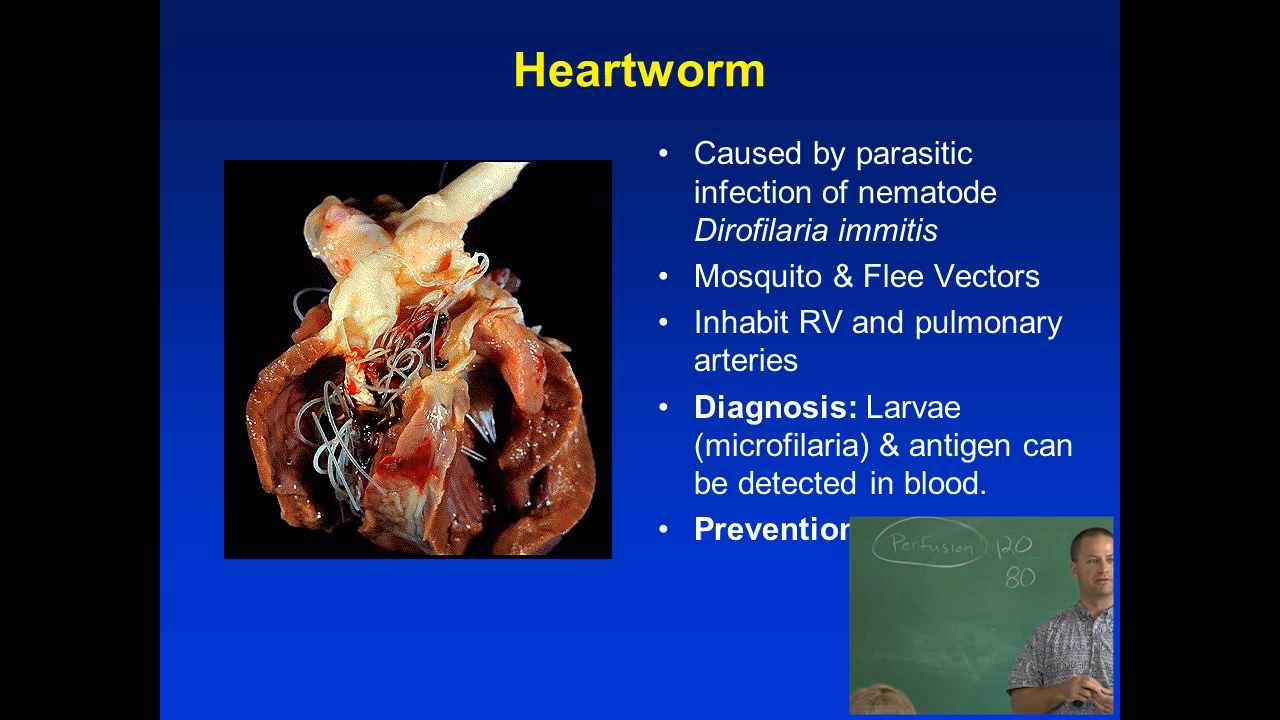 Heartworm
• Caused by parasitic
infection of nematode
Dirofilaria immitis
• Mosquito & Flee Vectors
• Inhabit RV and pulmonary
arteries
• Diagnosis: Larvae
(microfilaria) & antigen can
be detected in blood.
• Prevention
Perfusion 120
80